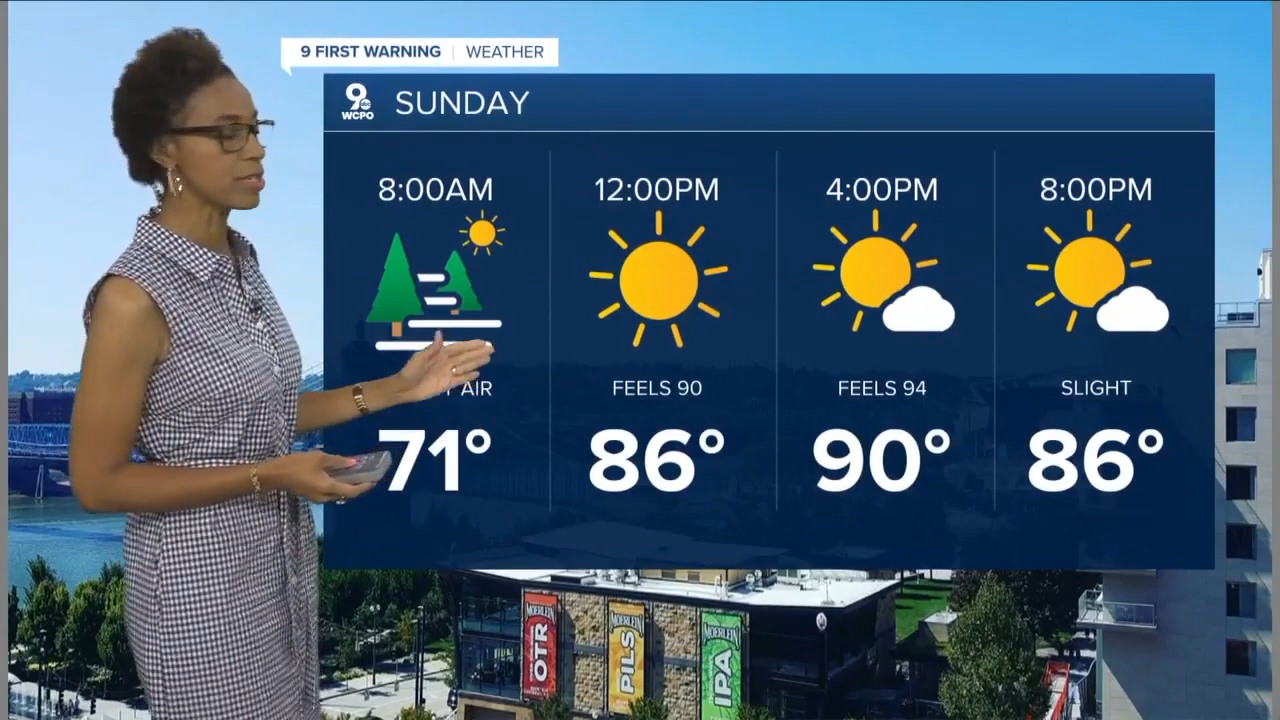 9 FIRST WARNING | WEATHER
9
abc
WCPO
SUNDAY
8:00AM
12:00PM
4:00PM
8:00PM
AIR
FEELS 90
FEELS 94
SLIGHT
71°
86°
90°
86°
MOERLEIN
OTR
MOERLEIN
PILS
MOERLEIN
IPA